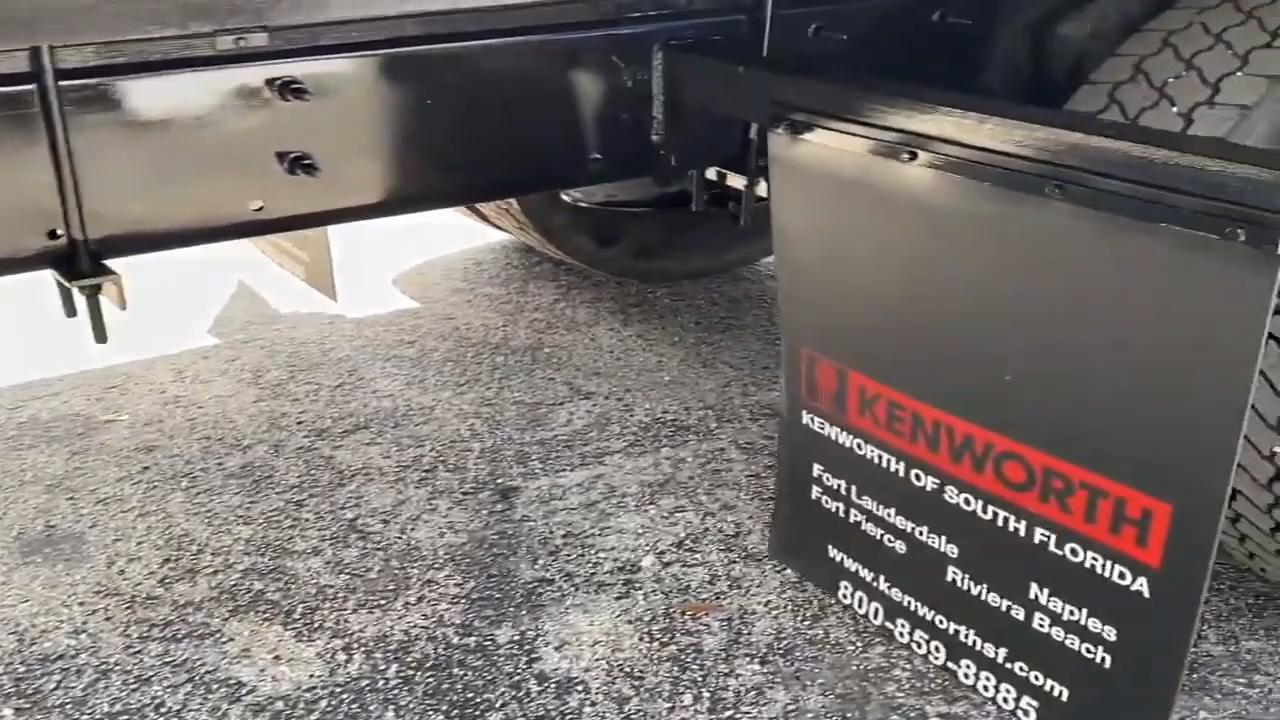 KENWORTH
KENWORTH OF SOUTH FLORIDA
Fort Lauderdale Naples
Fort Pierce Riviera Beach
www.kenworthsf.com
800-859-8885